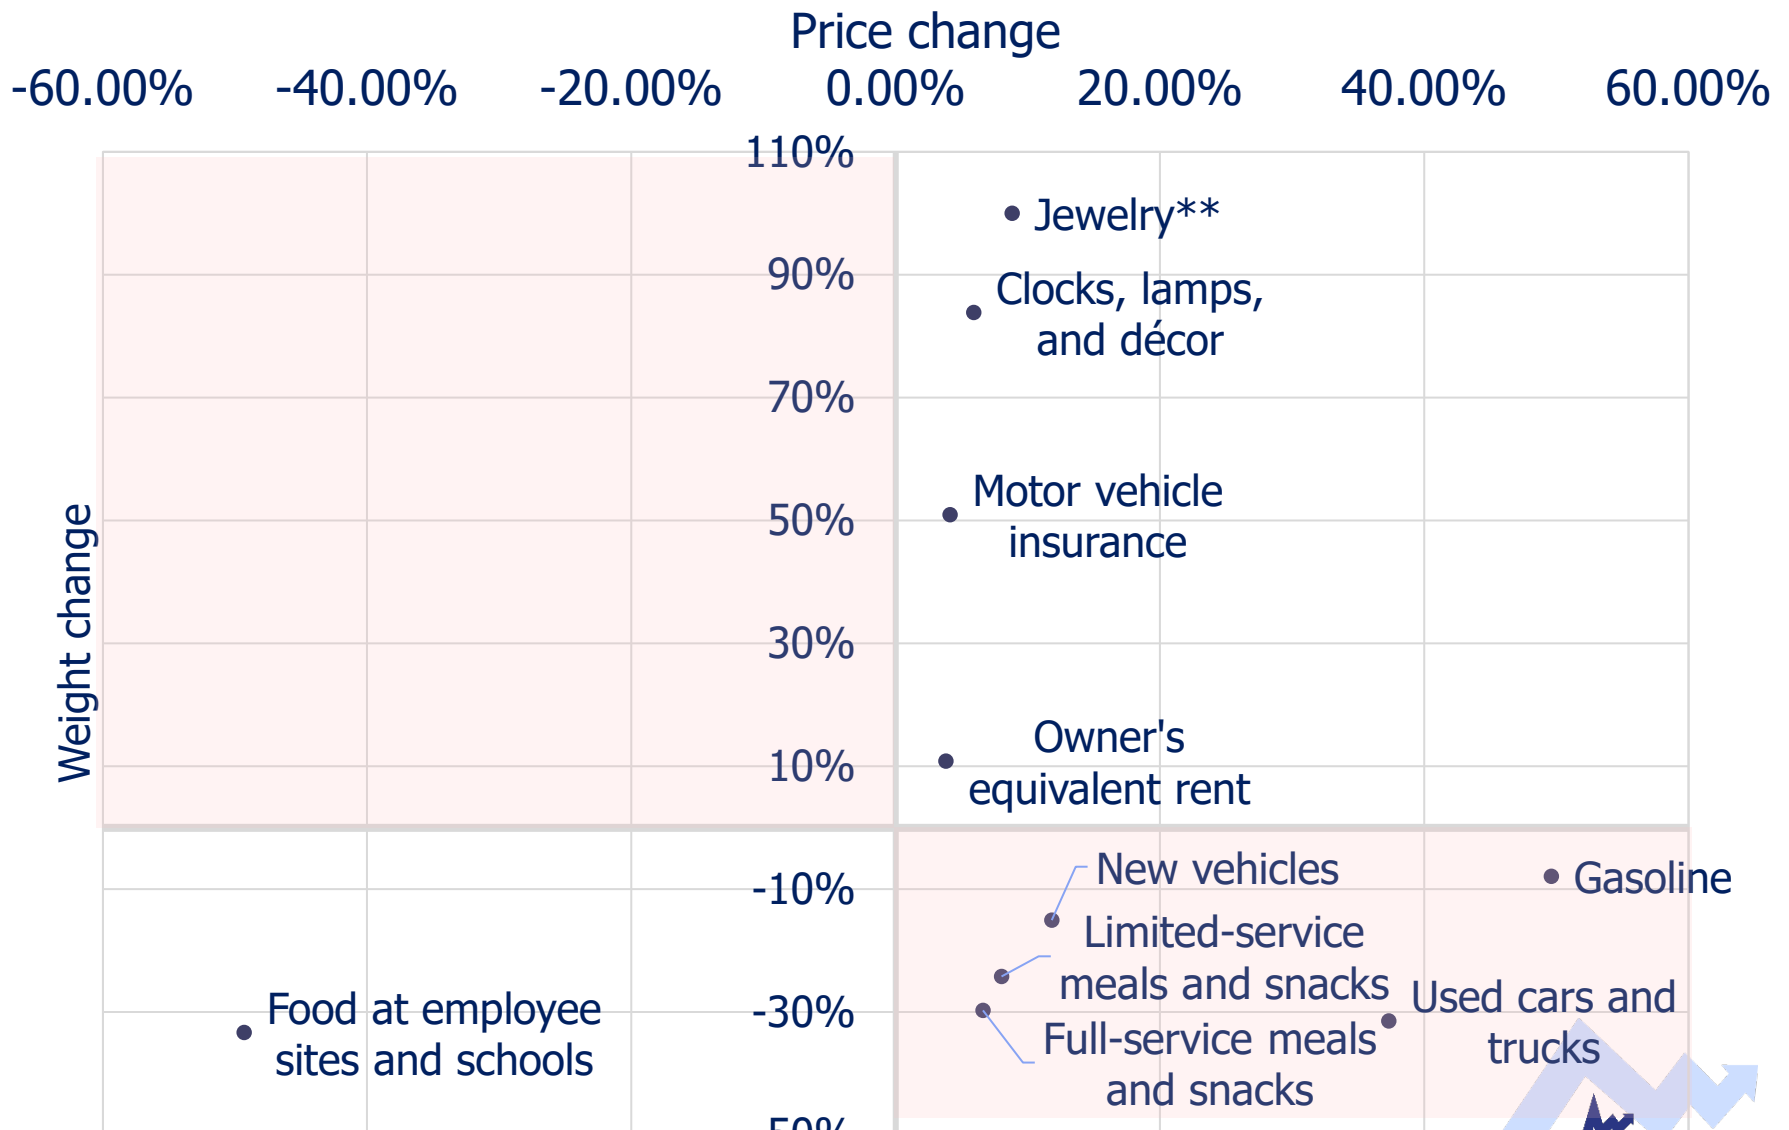 Price change
-60.00% -40.00% -20.00% 0.00% 20.00% 40.00% 60.00%
110%
Jewelry**
90%
Clocks, lamps,
and décor
70%
Motor vehicle
insurance
50%
Weight change
30%
Owner's
equivalent rent
10%
New vehicles
Gasoline
-10%
Limited-service
meals and snacks
Used cars and
trucks
Food at employee
sites and schools
-30%
Full-service meals
and snacks
-50%